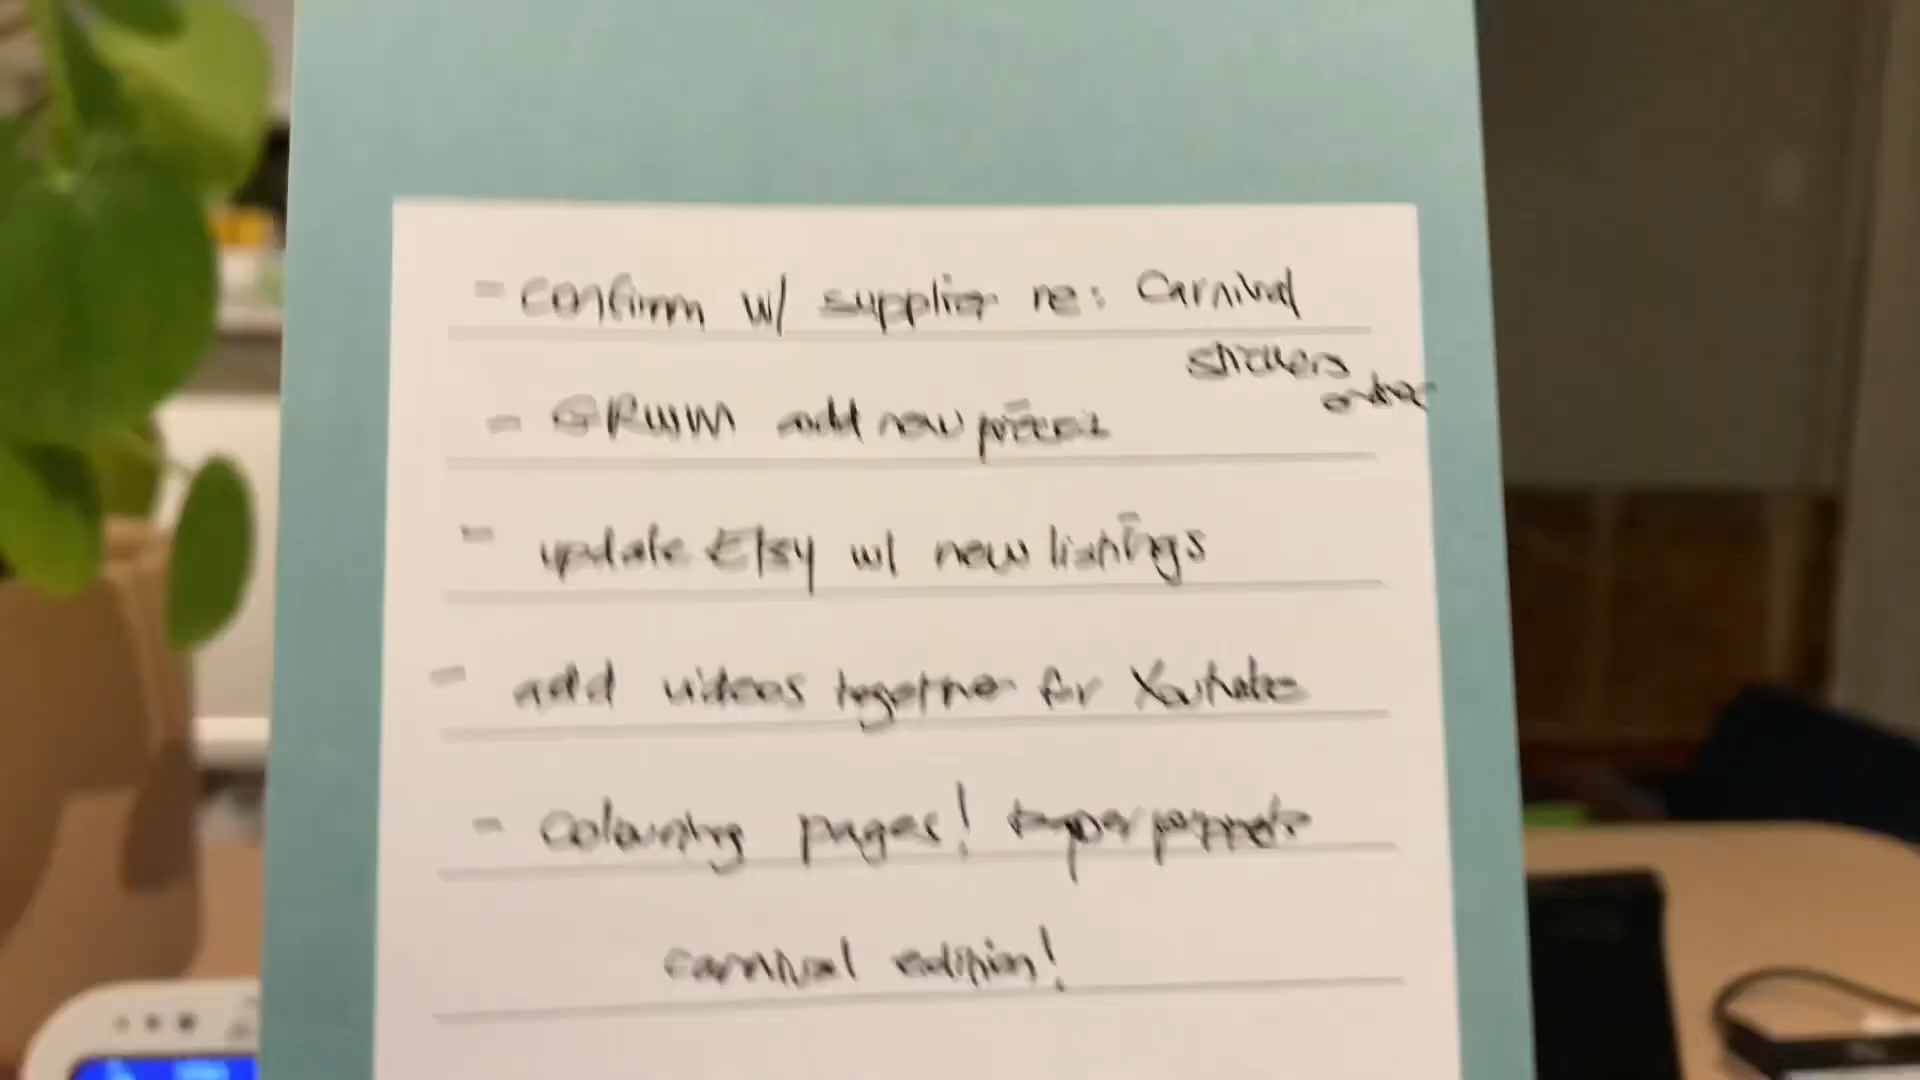 - confirm w/ supplier re: Carnival
stickers
order
- GRWM add new
- update Etsy w/ new listings
- add videos together for Youtube
- colouring pages! paper puppets
carnival edition!